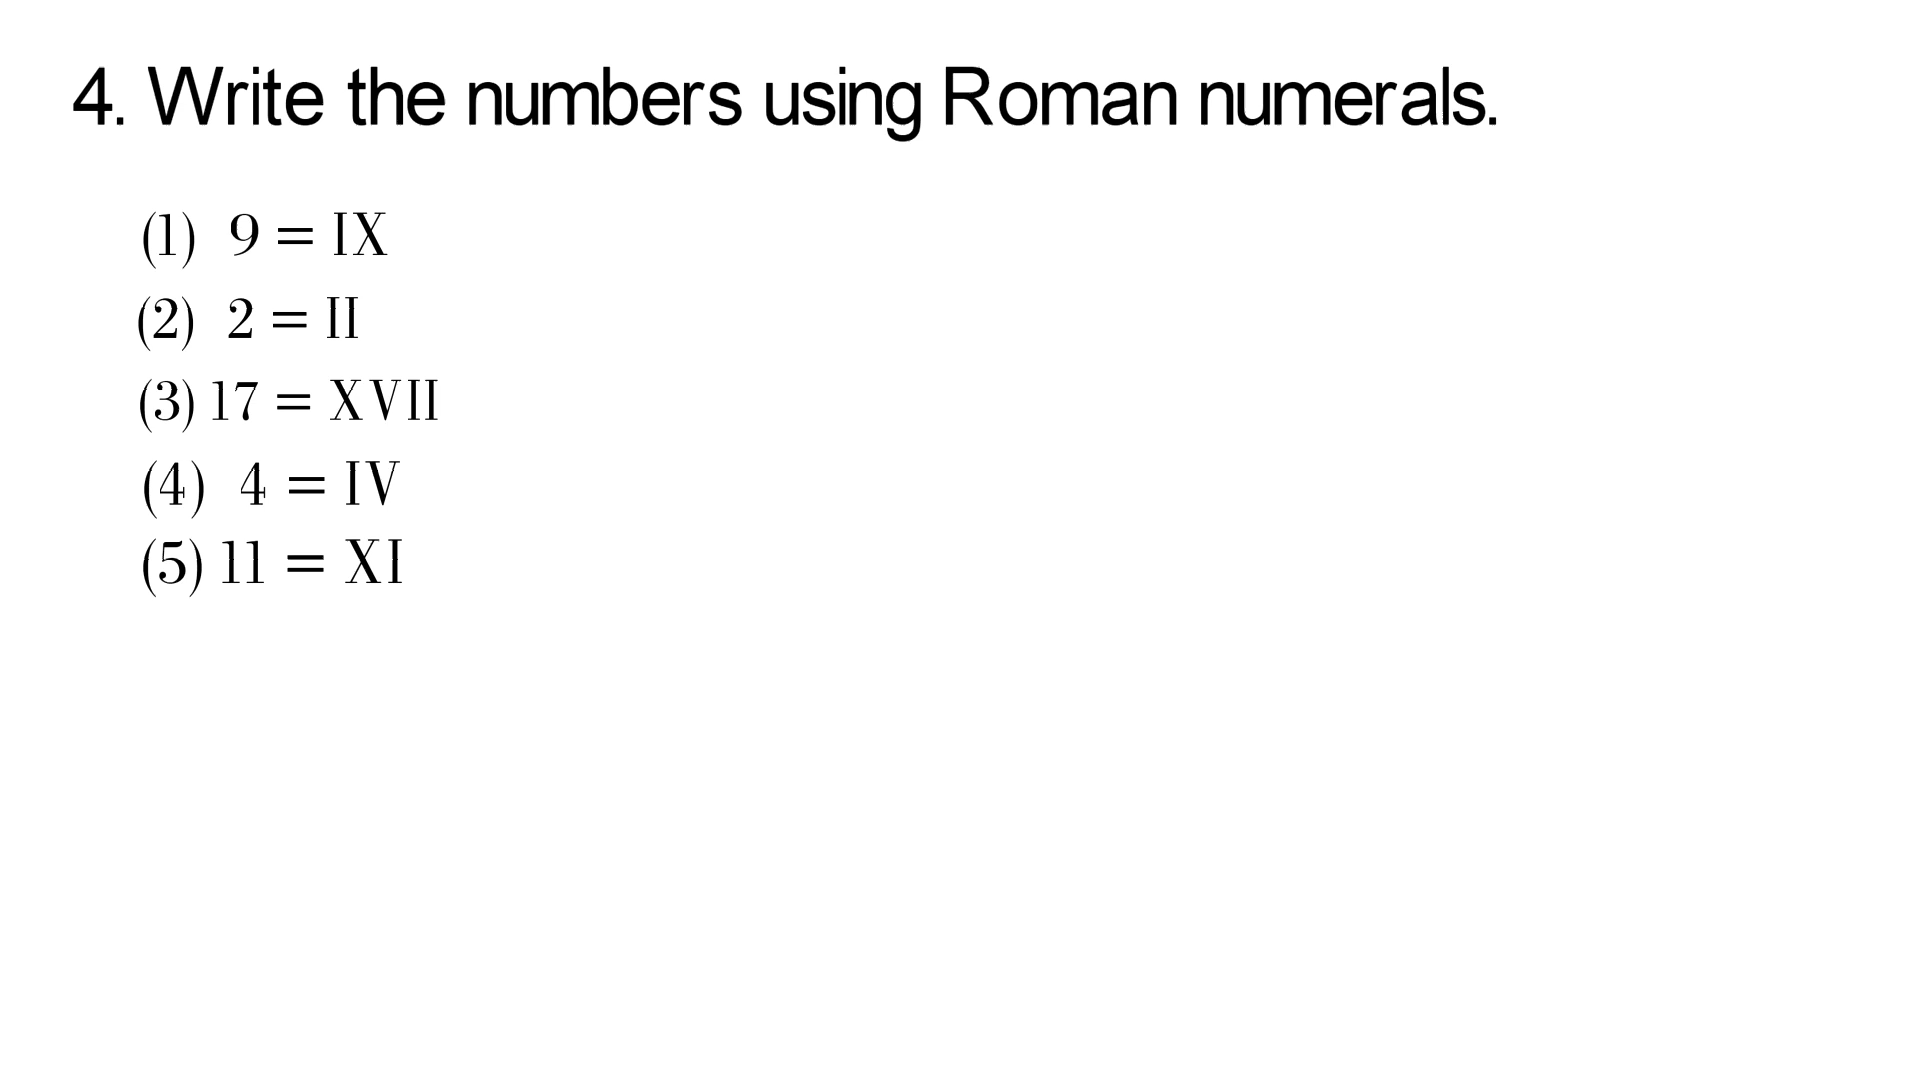 4. Write the numbers using Roman numerals.
(1) 9 = IX
(2) 2 = II
(3) 17 = XVII
(4) 4 = IV
(5) 11 = XI